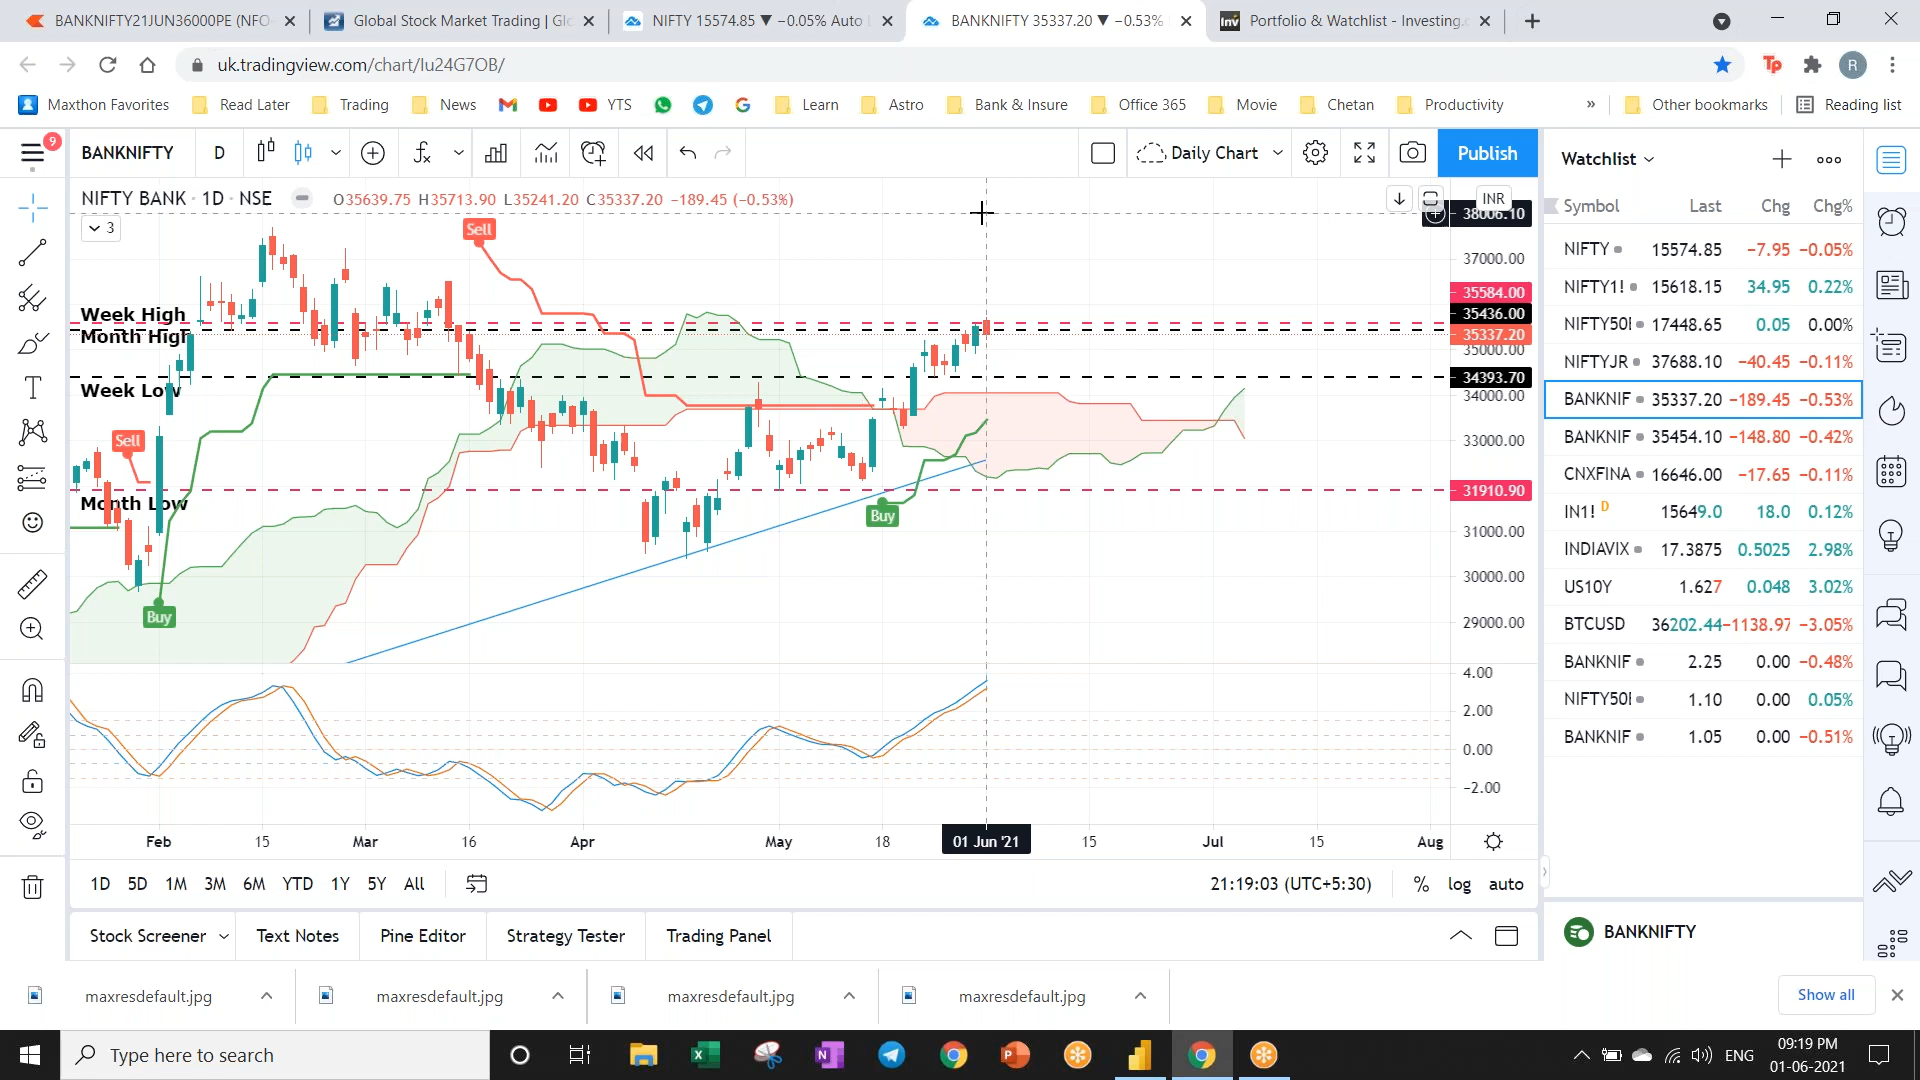 BANKNIFTY21JUN36000PE (NFO-
Global Stock Market Trading | Glo
NIFTY 15574.85 ▼ −0.05% Auto L
BANKNIFTY 35337.20 ▼ −0.53%
Portfolio & Watchlist - Investing.c
uk.tradingview.com/chart/Iu24G7OB/
R
Maxthon Favorites
Read Later
Trading
News
YTS
Learn
Astro
Bank & Insure
Office 365
Movie
Chetan
Productivity
»
Other bookmarks
Reading list
9
BANKNIFTY
D
Daily Chart
Publish
NIFTY BANK · 1D · NSE
O35639.75 H35713.90 L35241.20 C35337.20 −189.45 (−0.53%)
3
INR
38006.10
37000.00
35584.00
35436.00
35337.20
35000.00
34393.70
34000.00
33000.00
31910.90
31000.00
30000.00
29000.00
4.00
2.00
0.00
−2.00
Sell
Week High
Month High
Week Low
Sell
Month Low
Buy
Buy
Feb
15
Mar
16
Apr
May
18
01 Jun '21
15
Jul
15
Aug
1D 5D 1M 3M 6M YTD 1Y 5Y All
21:19:03 (UTC+5:30)
% log auto
Stock Screener
Text Notes
Pine Editor
Strategy Tester
Trading Panel
Watchlist
Symbol Last Chg Chg%
NIFTY 15574.85 −7.95 −0.05%
NIFTY1! 15618.15 34.95 0.22%
NIFTY50I 17448.65 0.05 0.00%
NIFTYJR 37688.10 −40.45 −0.11%
BANKNIF 35337.20 −189.45 −0.53%
BANKNIF 35454.10 −148.80 −0.42%
CNXFINA 16646.00 −17.65 −0.11%
IN1! D 15649.0 18.0 0.12%
INDIAVIX 17.3875 0.5025 2.98%
US10Y 1.627 0.048 3.02%
BTCUSD 36202.44 −1138.97 −3.05%
BANKNIF 2.25 0.00 −0.48%
NIFTY50I 1.10 0.00 0.05%
BANKNIF 1.05 0.00 −0.51%
BANKNIFTY
maxresdefault.jpg
maxresdefault.jpg
maxresdefault.jpg
maxresdefault.jpg
Show all
Type here to search
ENG
09:19 PM
01-06-2021